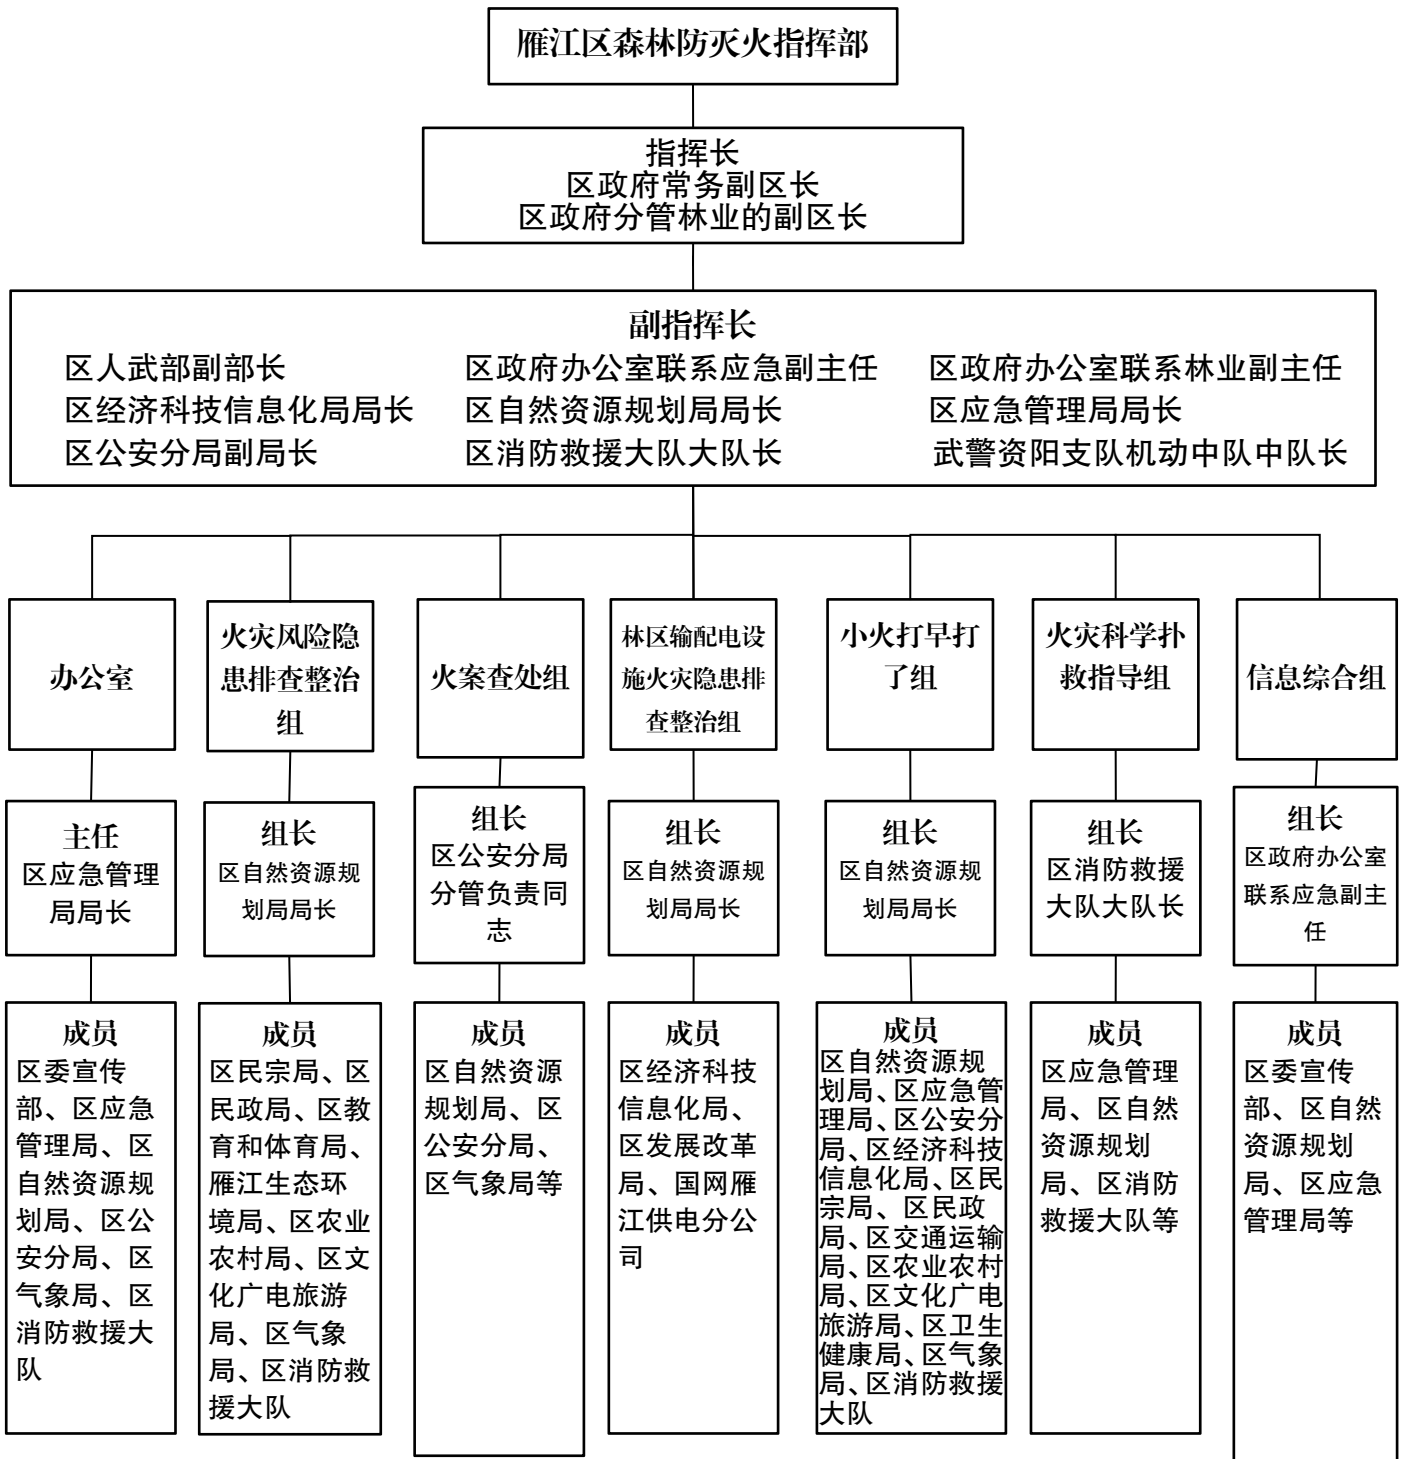 雁江区森林防灭火指挥部
指挥长
区政府常务副区长
区政府分管林业的副区长
副指挥长
区人武部副部长 区政府办公室联系应急副主任 区政府办公室联系林业副主任
区经济科技信息化局局长 区自然资源规划局局长 区应急管理局局长
区公安分局副局长 区消防救援大队大队长 武警资阳支队机动中队中队长
办公室
火灾风险隐
患排查整治
组
火案查处组
林区输配电设
施火灾隐患排
查整治组
小火打早打
了组
火灾科学扑
救指导组
信息综合组
主任
区应急管理
局局长
组长
区自然资源规
划局局长
组长
区公安分局
分管负责同
志
组长
区自然资源规
划局局长
组长
区自然资源规
划局局长
组长
区消防救援
大队大队长
组长
区政府办公室
联系应急副主
任
成员
区委宣传
部、区应急
管理局、区
自然资源规
划局、区公
安分局、区
气象局、区
消防救援大
队
成员
区民宗局、区
民政局、区教
育和体育局、
雁江生态环
境局、区农业
农村局、区文
化广电旅游
局、区气象
局、区消防救
援大队
成员
区自然资源
规划局、区
公安分局、
区气象局等
成员
区经济科技
信息化局、
区发展改革
局、国网雁
江供电分公
司
成员
区自然资源规
划局、区应急管
理局、区公安分
局、区经济科技
信息化局、区民
宗局、区民政
局、区交通运输
局、区农业农村
局、区文化广电
旅游局、区卫生
健康局、区气象
局、区消防救援
大队
成员
区应急管理
局、区自然
资源规划
局、区消防
救援大队等
成员
区委宣传
部、区自然
资源规划
局、区应急
管理局等